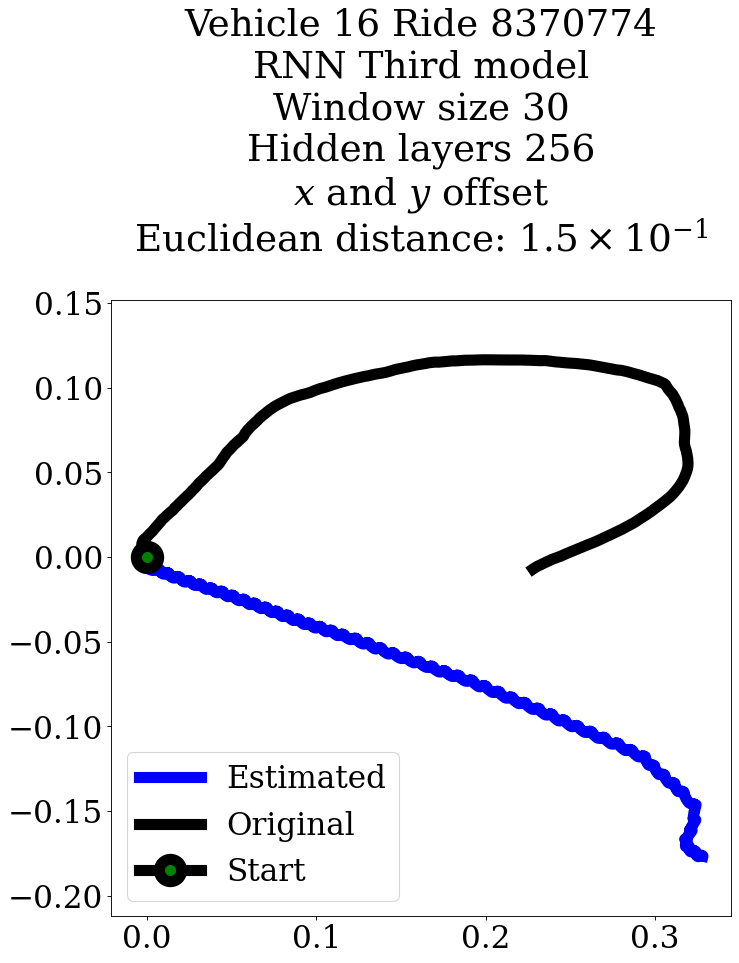 Vehicle 16 Ride 8370774
RNN Third model
Window size 30
Hidden layers 256
x and y offset
Euclidean distance: 1.5 × 10⁻¹
0.15
0.10
0.05
0.00
−0.05
−0.10
−0.15
−0.20
Estimated
Original
Start
0.0 0.1 0.2 0.3